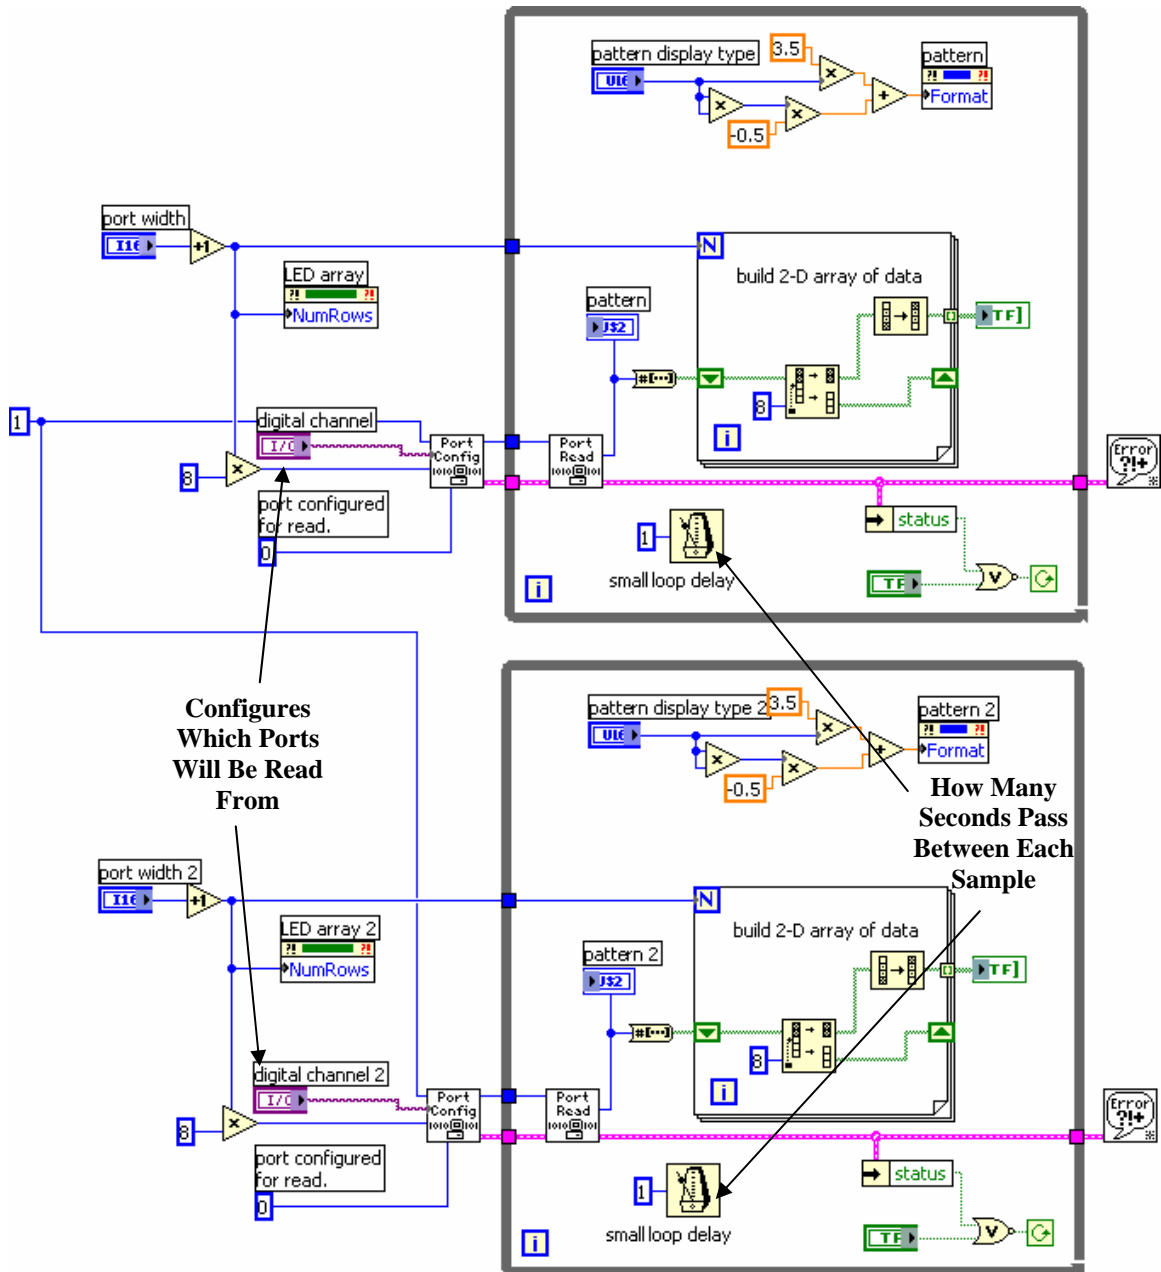 pattern display type
3.5
pattern
U16
x
x
x
+
?! ?!
Format
-0.5
port width
I16
+1
N
build 2-D array of data
LED array
?! ?!
NumRows
pattern
#[...]
TF]
8
i
1
digital channel
I/O
Port
Config
Port
Read
Error
?!+
8
x
port configured
for read.
0
status
1
small loop delay
TF
V
i
Configures
Which Ports
Will Be Read
From
pattern display type 2
3.5
pattern 2
U16
x
x
x
+
?! ?!
Format
-0.5
How Many
Seconds Pass
Between Each
Sample
port width 2
I16
+1
N
build 2-D array of data
LED array 2
?! ?!
NumRows
pattern 2
#[...]
TF]
8
i
digital channel 2
I/O
Port
Config
Port
Read
Error
?!+
8
x
port configured
for read.
0
status
1
small loop delay
TF
V
i